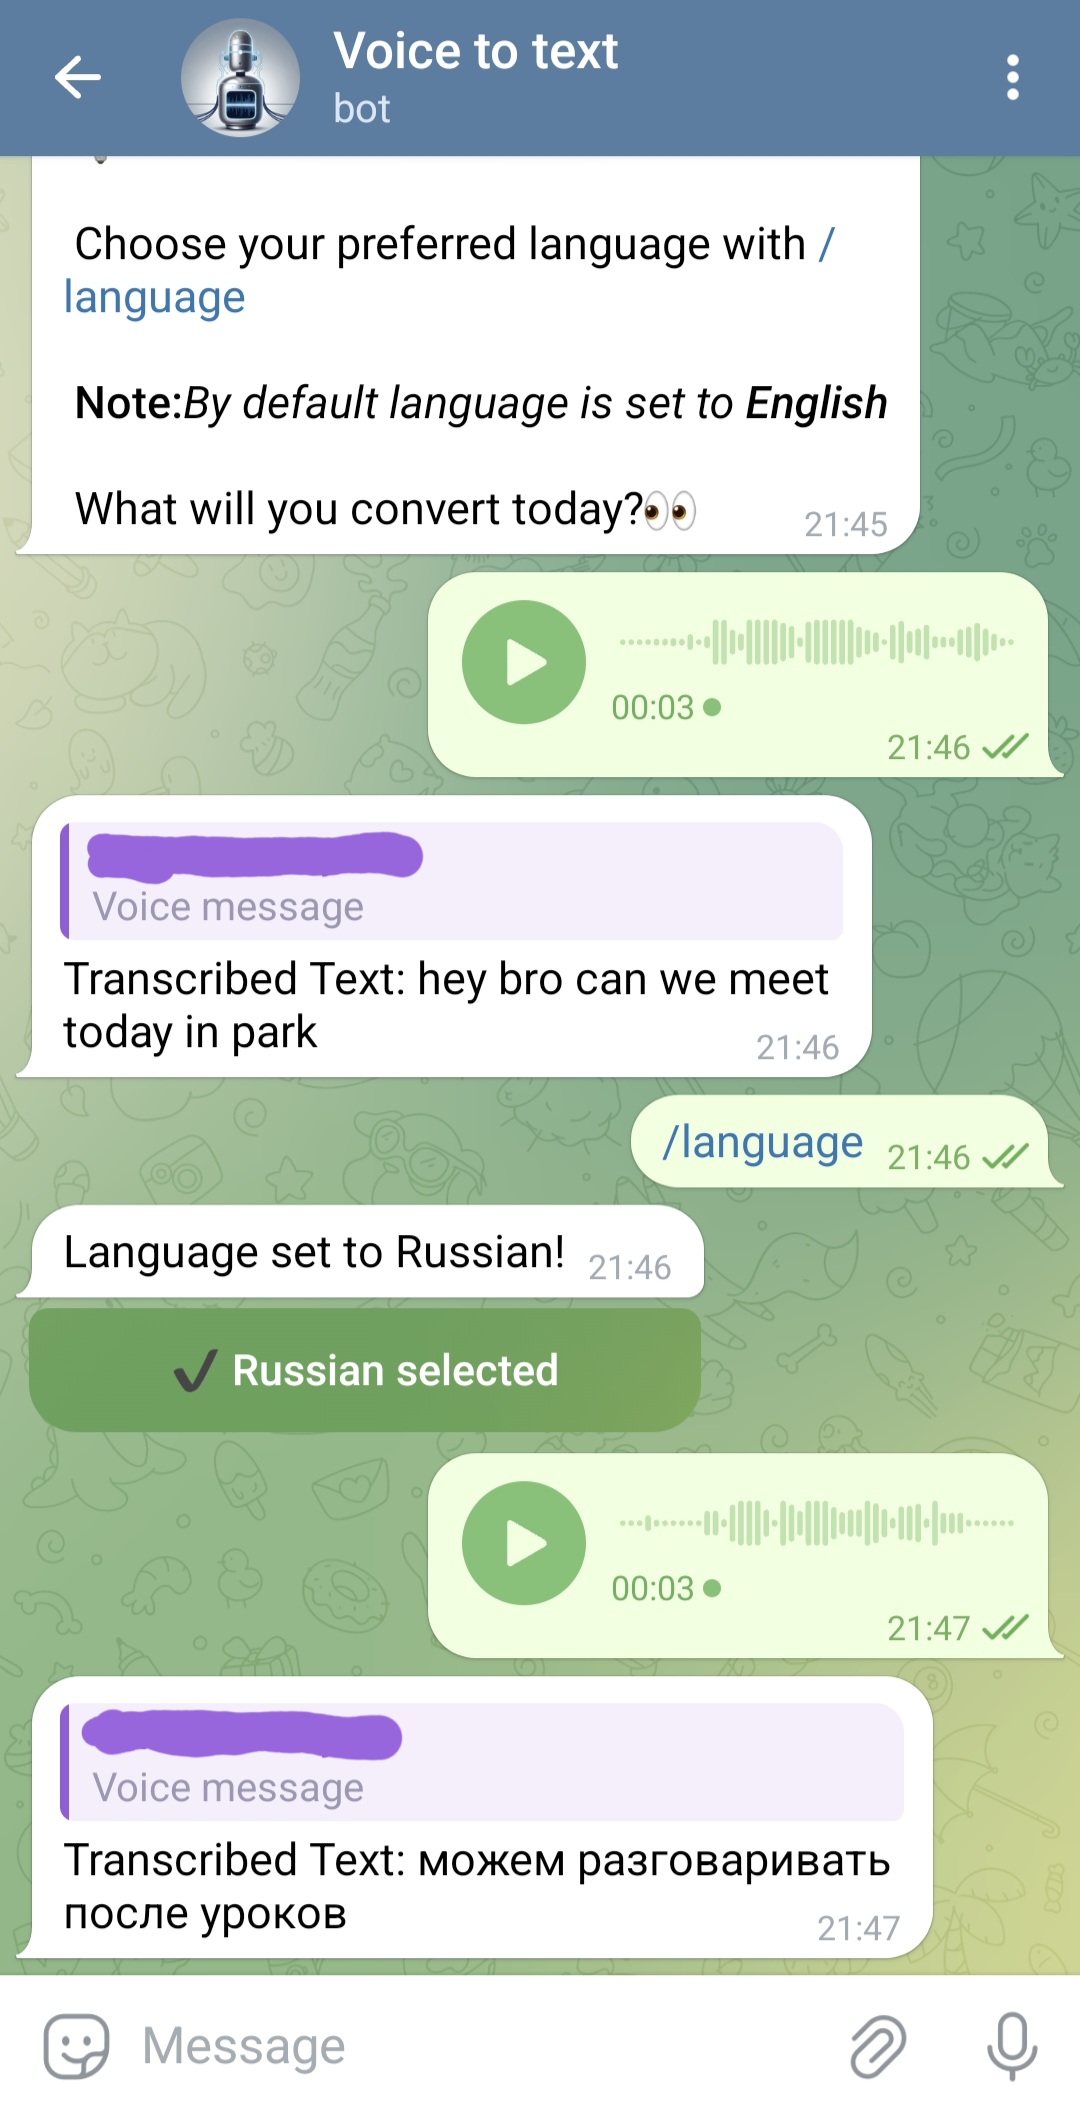 Voice to text
bot
Choose your preferred language with /
language
Note:By default language is set to English
What will you convert today?👀
21:45
00:03
21:46
Voice message
Transcribed Text: hey bro can we meet
today in park
21:46
/language
21:46
Language set to Russian!
21:46
✔ Russian selected
00:03
21:47
Voice message
Transcribed Text: можем разговаривать
после уроков
21:47
Message